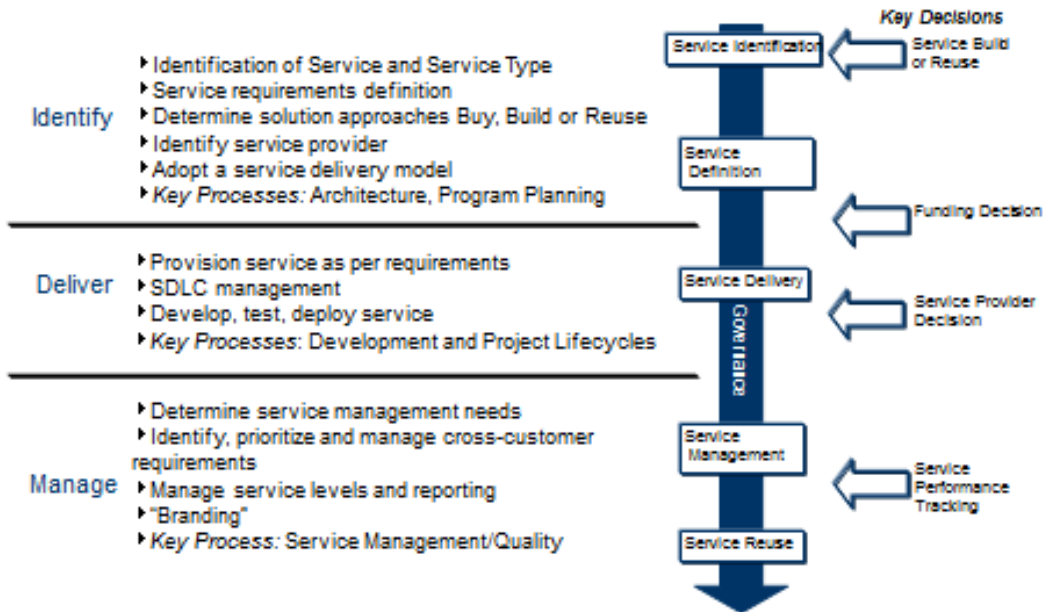 Identify
‣ Identification of Service and Service Type
‣ Service requirements definition
‣ Determine solution approaches Buy, Build or Reuse
‣ Identify service provider
‣ Adopt a service delivery model
‣ Key Processes: Architecture, Program Planning
Deliver
‣ Provision service as per requirements
‣ SDLC management
‣ Develop, test, deploy service
‣ Key Processes: Development and Project Lifecycles
Manage
‣ Determine service management needs
‣ Identify, prioritize and manage cross-customer
requirements
‣ Manage service levels and reporting
‣ "Branding"
‣ Key Process: Service Management/Quality
Service Identification
Service
Definition
Service Delivery
Governance
Service
Management
Service Reuse
Key Decisions
Service Build
or Reuse
Funding Decision
Service Provider
Decision
Service
Performance
Tracking